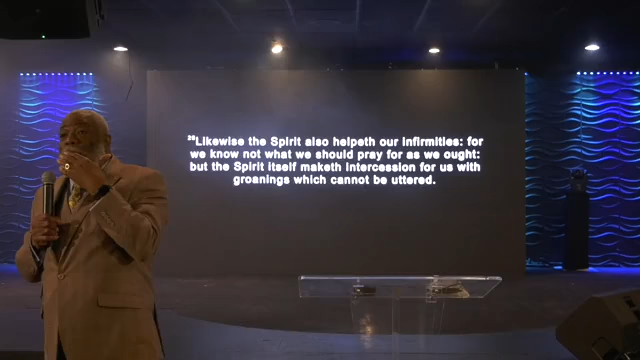 ²⁶Likewise the Spirit also helpeth our infirmities: for
we know not what we should pray for as we ought:
but the Spirit itself maketh intercession for us with
groanings which cannot be uttered.